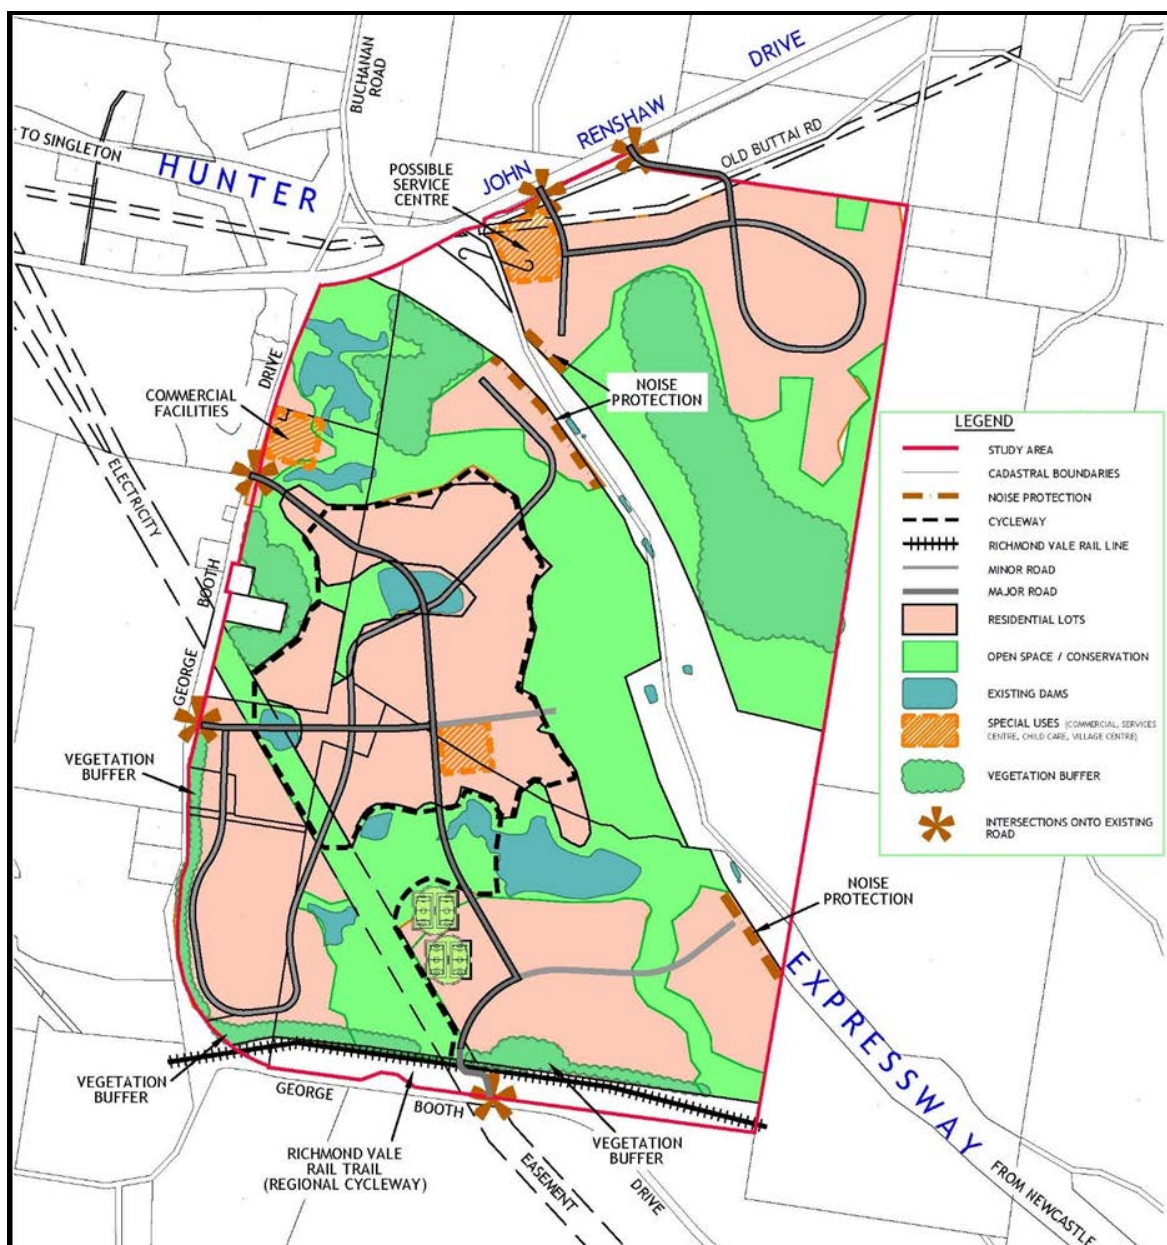 BUCHANAN
ROAD
DRIVE
RENSHAW
JOHN
OLD BUTTAI RD
TO SINGLETON
HUNTER
POSSIBLE
SERVICE
CENTRE
NOISE
PROTECTION
DRIVE
COMMERCIAL
FACILITIES
ELECTRICITY
BOOTH
GEORGE
VEGETATION
BUFFER
LEGEND
STUDY AREA
CADASTRAL BOUNDARIES
NOISE PROTECTION
CYCLEWAY
RICHMOND VALE RAIL LINE
MINOR ROAD
MAJOR ROAD
RESIDENTIAL LOTS
OPEN SPACE / CONSERVATION
EXISTING DAMS
SPECIAL USES (COMMERCIAL, SERVICES
CENTRE, CHILD CARE, VILLAGE CENTRE)
VEGETATION BUFFER
INTERSECTIONS ONTO EXISTING
ROAD
NOISE
PROTECTION
EXPRESSWAY
FROM NEWCASTLE
VEGETATION
BUFFER
GEORGE
BOOTH
DRIVE
RICHMOND VALE
RAIL TRAIL
(REGIONAL CYCLEWAY)
EASEMENT
VEGETATION
BUFFER